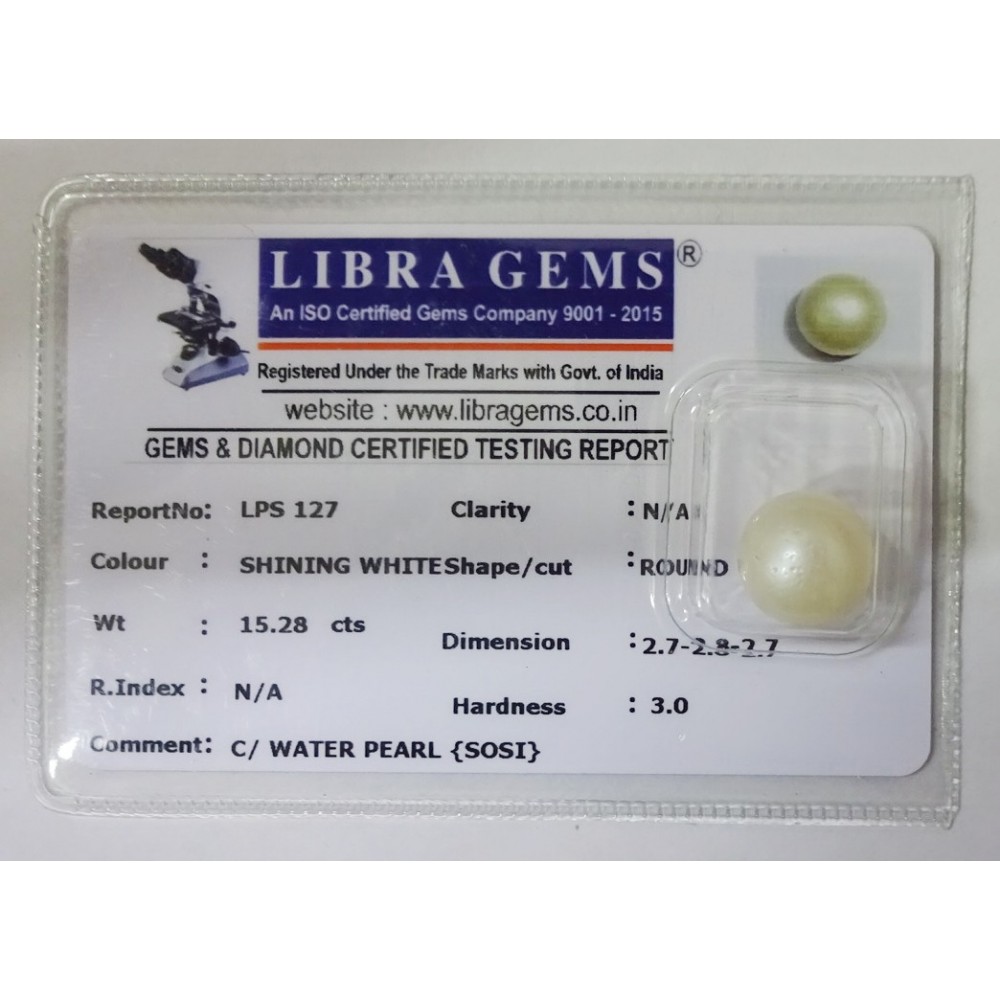 LIBRA GEMS ®
An ISO Certified Gems Company 9001 - 2015
Registered Under the Trade Marks with Govt. of India
website : www.libragems.co.in
GEMS & DIAMOND CERTIFIED TESTING REPORT
ReportNo: LPS 127 Clarity : N/A
Colour : SHINING WHITE Shape/cut : ROUND
Wt : 15.28 cts Dimension : 2.7-2.8-2.7
R.Index : N/A Hardness : 3.0
Comment: C/ WATER PEARL {SOSI}